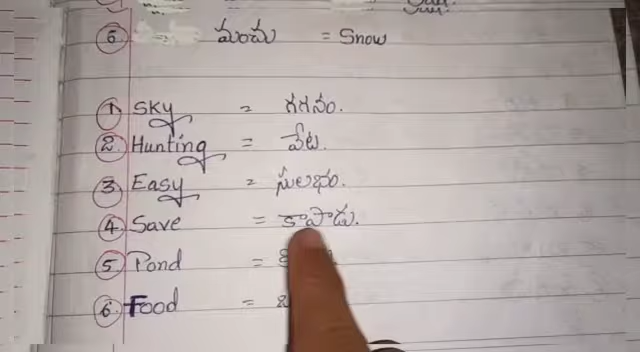 ⑥ మంచు = Snow
① Sky = గగనం.
② Hunting = వేట.
③ Easy = సులభం.
④ Save = కాపాడు.
⑤ Pond =
⑥ Food =